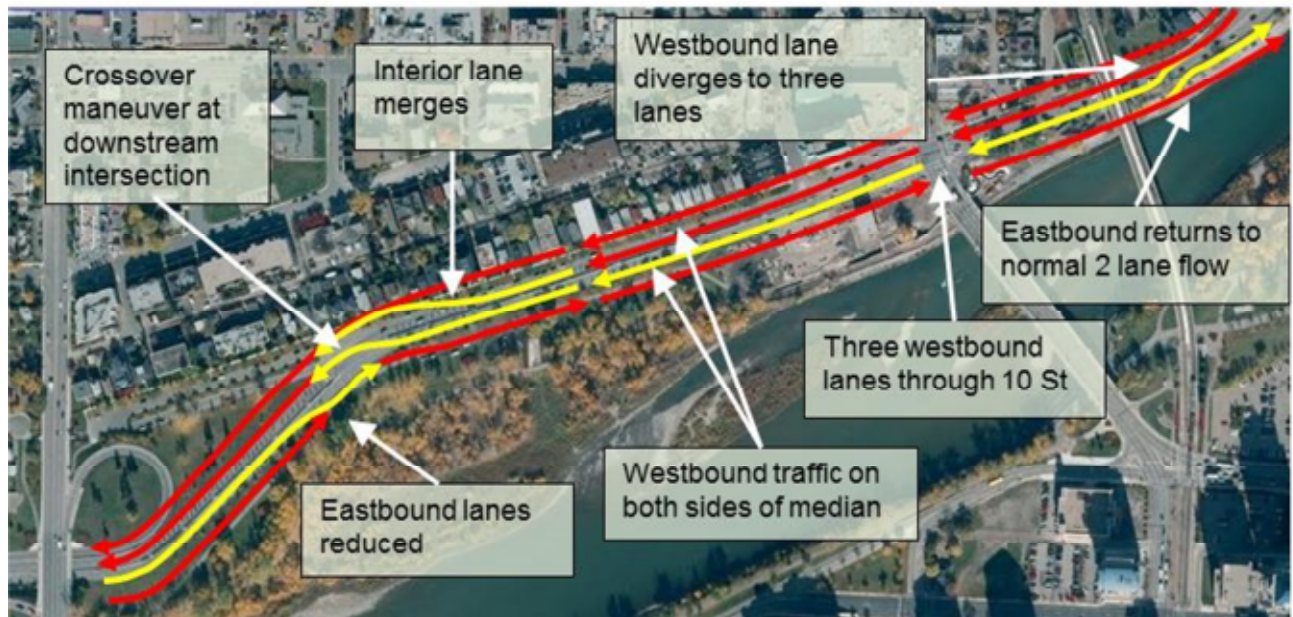 Crossover
maneuver at
downstream
intersection
Interior lane
merges
Westbound lane
diverges to three
lanes
Eastbound returns to
normal 2 lane flow
Three westbound
lanes through 10 St
Westbound traffic on
both sides of median
Eastbound lanes
reduced